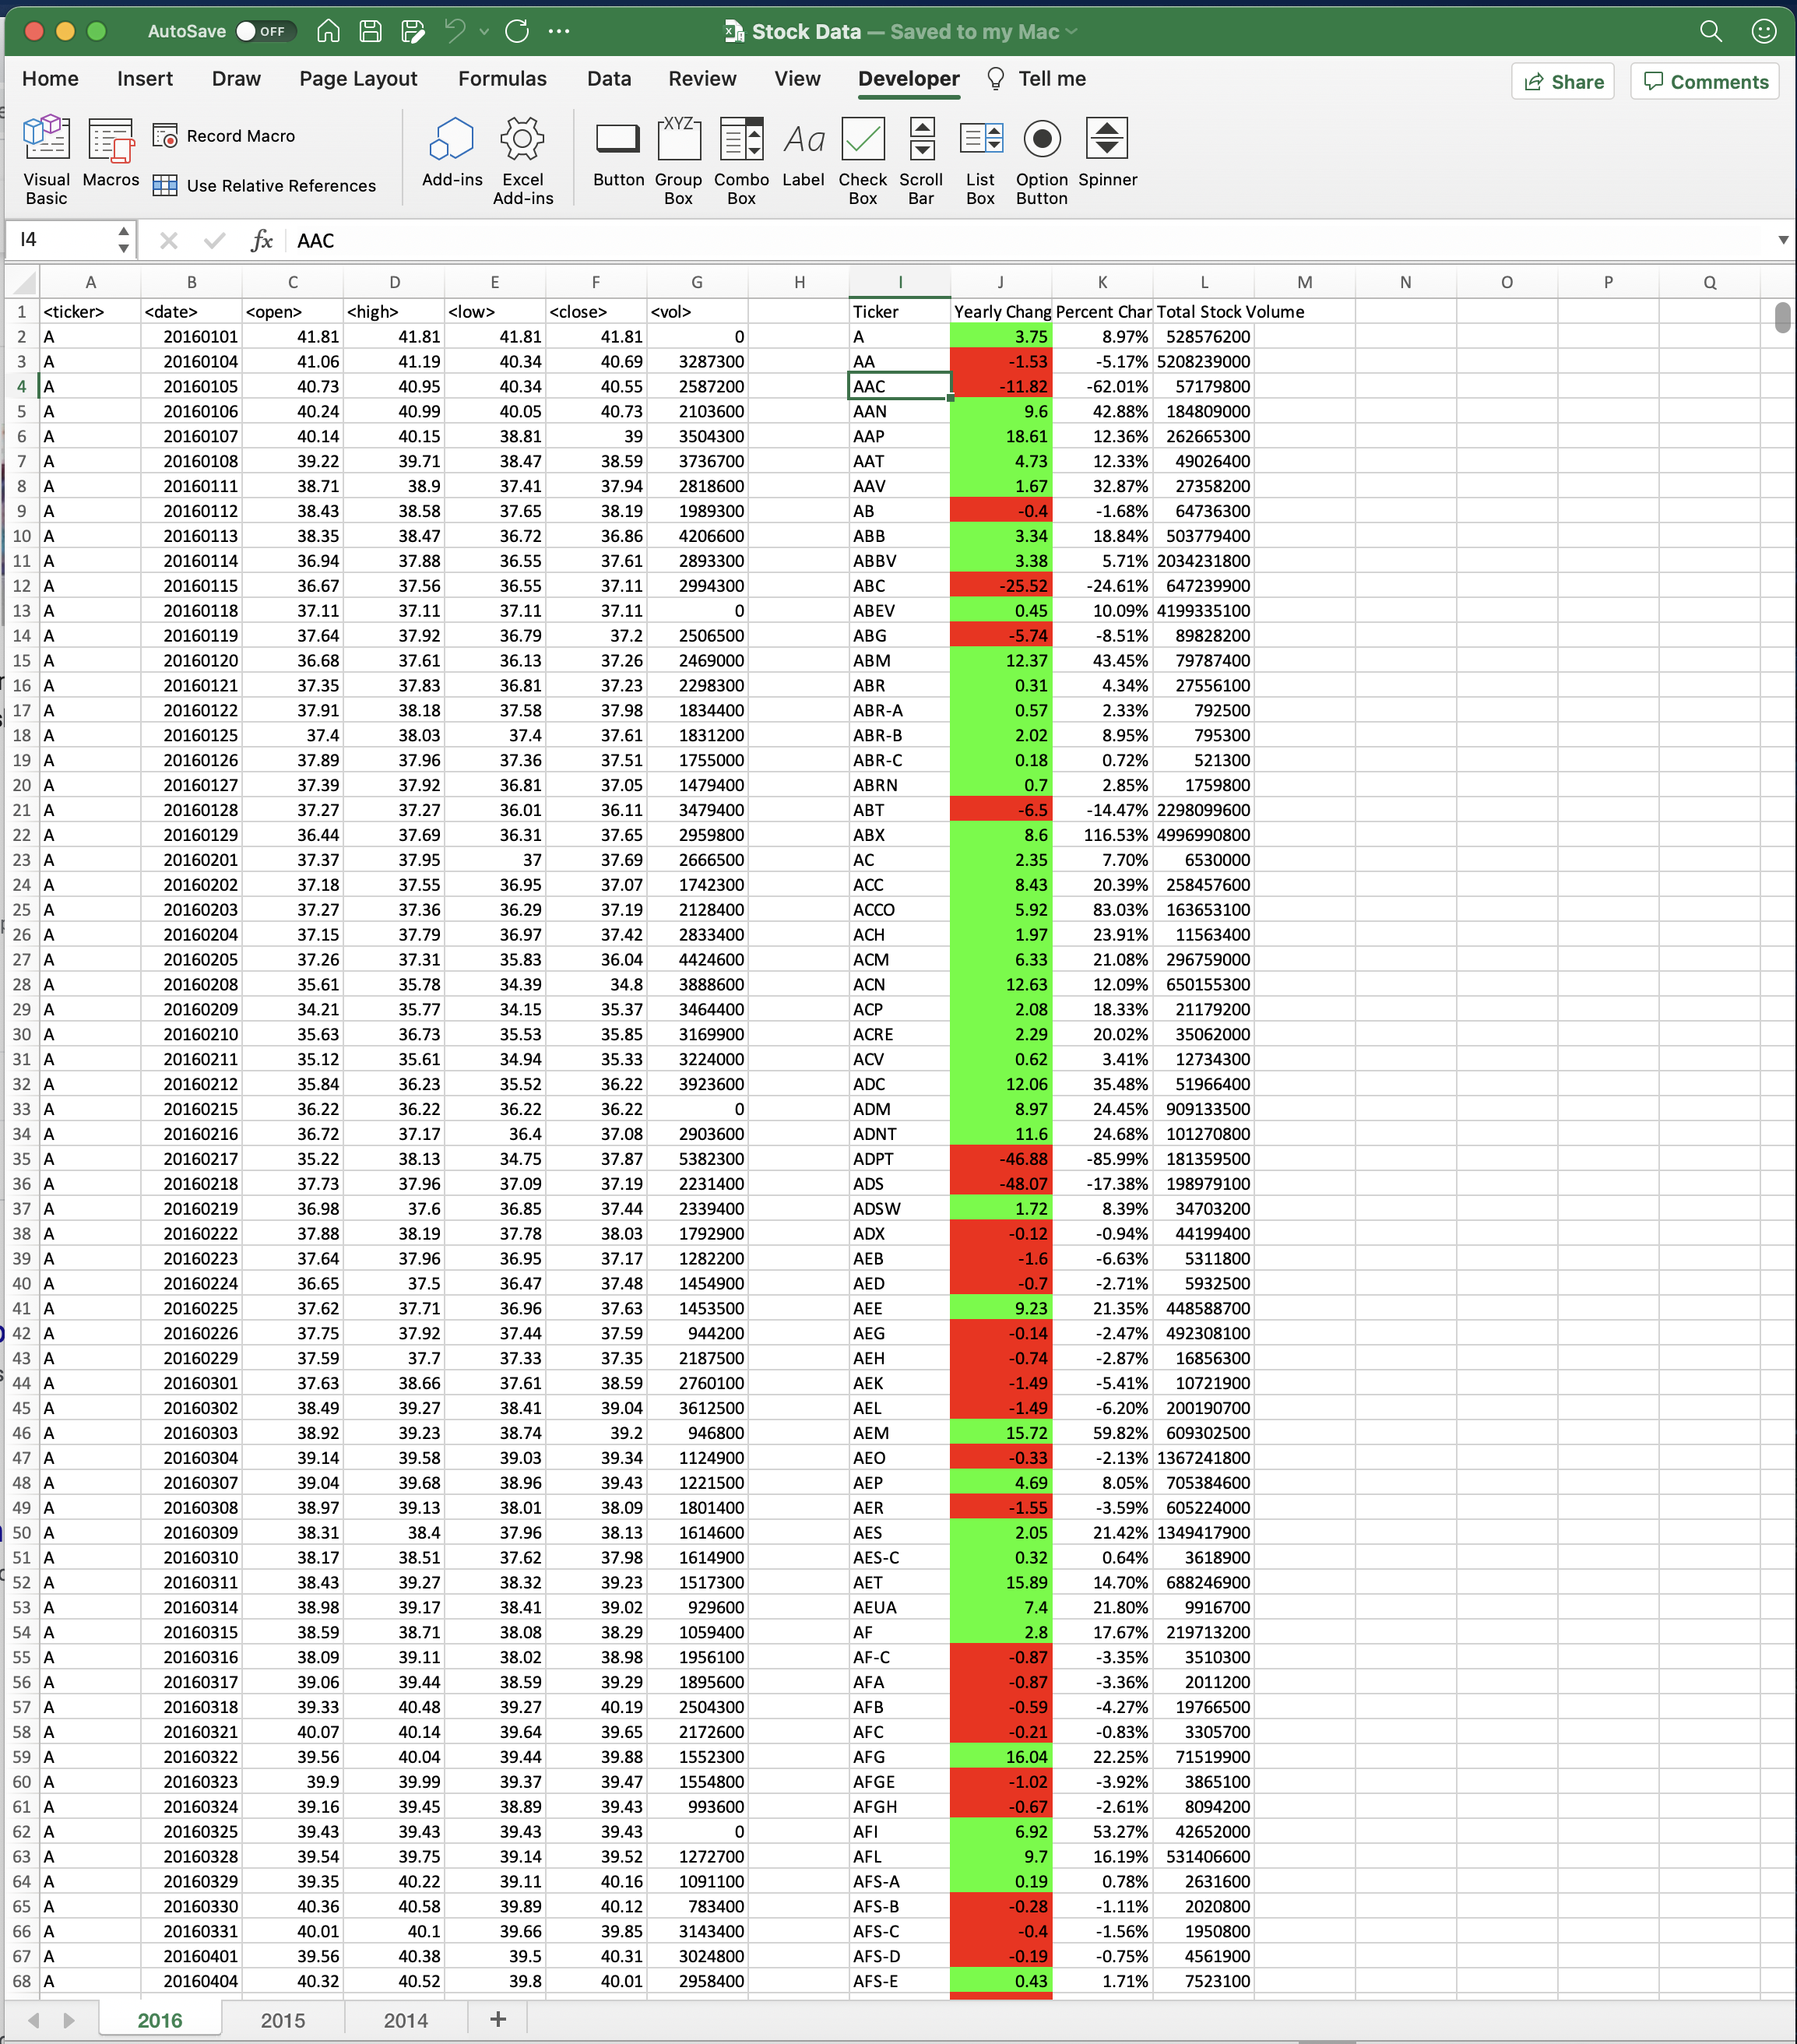 AutoSave OFF Stock Data — Saved to my Mac
Home Insert Draw Page Layout Formulas Data Review View Developer Tell me Share Comments
Visual Basic Macros Record Macro Use Relative References Add-ins Excel Add-ins Button Group Box Combo Box Label Check Box Scroll Bar List Box Option Button Spinner
I4 fx AAC
A B C D E F G H I J K L M N O P Q
1 <ticker> <date> <open> <high> <low> <close> <vol> Ticker Yearly Chang Percent Char Total Stock Volume
2 A 20160101 41.81 41.81 41.81 41.81 0 A 3.75 8.97% 528576200
3 A 20160104 41.06 41.19 40.34 40.69 3287300 AA -1.53 -5.17% 5208239000
4 A 20160105 40.73 40.95 40.34 40.55 2587200 AAC -11.82 -62.01% 57179800
5 A 20160106 40.24 40.99 40.05 40.73 2103600 AAN 9.6 42.88% 184809000
6 A 20160107 40.14 40.15 38.81 39 3504300 AAP 18.61 12.36% 262665300
7 A 20160108 39.22 39.71 38.47 38.59 3736700 AAT 4.73 12.33% 49026400
8 A 20160111 38.71 38.9 37.41 37.94 2818600 AAV 1.67 32.87% 27358200
9 A 20160112 38.43 38.58 37.65 38.19 1989300 AB -0.4 -1.68% 64736300
10 A 20160113 38.35 38.47 36.72 36.86 4206600 ABB 3.34 18.84% 503779400
11 A 20160114 36.94 37.88 36.55 37.61 2893300 ABBV 3.38 5.71% 2034231800
12 A 20160115 36.67 37.56 36.55 37.11 2994300 ABC -25.52 -24.61% 647239900
13 A 20160118 37.11 37.11 37.11 37.11 0 ABEV 0.45 10.09% 4199335100
14 A 20160119 37.64 37.92 36.79 37.2 2506500 ABG -5.74 -8.51% 89828200
15 A 20160120 36.68 37.61 36.13 37.26 2469000 ABM 12.37 43.45% 79787400
16 A 20160121 37.35 37.83 36.81 37.23 2298300 ABR 0.31 4.34% 27556100
17 A 20160122 37.91 38.18 37.58 37.98 1834400 ABR-A 0.57 2.33% 792500
18 A 20160125 37.4 38.03 37.4 37.61 1831200 ABR-B 2.02 8.95% 795300
19 A 20160126 37.89 37.96 37.36 37.51 1755000 ABR-C 0.18 0.72% 521300
20 A 20160127 37.39 37.92 36.81 37.05 1479400 ABRN 0.7 2.85% 1759800
21 A 20160128 37.27 37.27 36.01 36.11 3479400 ABT -6.5 -14.47% 2298099600
22 A 20160129 36.44 37.69 36.31 37.65 2959800 ABX 8.6 116.53% 4996990800
23 A 20160201 37.37 37.95 37 37.69 2666500 AC 2.35 7.70% 6530000
24 A 20160202 37.18 37.55 36.95 37.07 1742300 ACC 8.43 20.39% 258457600
25 A 20160203 37.27 37.36 36.29 37.19 2128400 ACCO 5.92 83.03% 163653100
26 A 20160204 37.15 37.79 36.97 37.42 2833400 ACH 1.97 23.91% 11563400
27 A 20160205 37.26 37.31 35.83 36.04 4424600 ACM 6.33 21.08% 296759000
28 A 20160208 35.61 35.78 34.39 34.8 3888600 ACN 12.63 12.09% 650155300
29 A 20160209 34.21 35.77 34.15 35.37 3464400 ACP 2.08 18.33% 21179200
30 A 20160210 35.63 36.73 35.53 35.85 3169900 ACRE 2.29 20.02% 35062000
31 A 20160211 35.12 35.61 34.94 35.33 3224000 ACV 0.62 3.41% 12734300
32 A 20160212 35.84 36.23 35.52 36.22 3923600 ADC 12.06 35.48% 51966400
33 A 20160215 36.22 36.22 36.22 36.22 0 ADM 8.97 24.45% 909133500
34 A 20160216 36.72 37.17 36.4 37.08 2903600 ADNT 11.6 24.68% 101270800
35 A 20160217 35.22 38.13 34.75 37.87 5382300 ADPT -46.88 -85.99% 181359500
36 A 20160218 37.73 37.96 37.09 37.19 2231400 ADS -48.07 -17.38% 198979100
37 A 20160219 36.98 37.6 36.85 37.44 2339400 ADSW 1.72 8.39% 34703200
38 A 20160222 37.88 38.19 37.78 38.03 1792900 ADX -0.12 -0.94% 44199400
39 A 20160223 37.64 37.96 36.95 37.17 1282200 AEB -1.6 -6.63% 5311800
40 A 20160224 36.65 37.5 36.47 37.48 1454900 AED -0.7 -2.71% 5932500
41 A 20160225 37.62 37.71 36.96 37.63 1453500 AEE 9.23 21.35% 448588700
42 A 20160226 37.75 37.92 37.44 37.59 944200 AEG -0.14 -2.47% 492308100
43 A 20160229 37.59 37.7 37.33 37.35 2187500 AEH -0.74 -2.87% 16856300
44 A 20160301 37.63 38.66 37.61 38.59 2760100 AEK -1.49 -5.41% 10721900
45 A 20160302 38.49 39.27 38.41 39.04 3612500 AEL -1.49 -6.20% 200190700
46 A 20160303 38.92 39.23 38.74 39.2 946800 AEM 15.72 59.82% 609302500
47 A 20160304 39.14 39.58 39.03 39.34 1124900 AEO -0.33 -2.13% 1367241800
48 A 20160307 39.04 39.68 38.96 39.43 1221500 AEP 4.69 8.05% 705384600
49 A 20160308 38.97 39.13 38.01 38.09 1801400 AER -1.55 -3.59% 605224000
50 A 20160309 38.31 38.4 37.96 38.13 1614600 AES 2.05 21.42% 1349417900
51 A 20160310 38.17 38.51 37.62 37.98 1614900 AES-C 0.32 0.64% 3618900
52 A 20160311 38.43 39.27 38.32 39.23 1517300 AET 15.89 14.70% 688246900
53 A 20160314 38.98 39.17 38.41 39.02 929600 AEUA 7.4 21.80% 9916700
54 A 20160315 38.59 38.71 38.08 38.29 1059400 AF 2.8 17.67% 219713200
55 A 20160316 38.09 39.11 38.02 38.98 1956100 AF-C -0.87 -3.35% 3510300
56 A 20160317 39.06 39.44 38.59 39.29 1895600 AFA -0.87 -3.36% 2011200
57 A 20160318 39.33 40.48 39.27 40.19 2504300 AFB -0.59 -4.27% 19766500
58 A 20160321 40.07 40.14 39.64 39.65 2172600 AFC -0.21 -0.83% 3305700
59 A 20160322 39.56 40.04 39.44 39.88 1552300 AFG 16.04 22.25% 71519900
60 A 20160323 39.9 39.99 39.37 39.47 1554800 AFGE -1.02 -3.92% 3865100
61 A 20160324 39.16 39.45 38.89 39.43 993600 AFGH -0.67 -2.61% 8094200
62 A 20160325 39.43 39.43 39.43 39.43 0 AFI 6.92 53.27% 42652000
63 A 20160328 39.54 39.75 39.14 39.52 1272700 AFL 9.7 16.19% 531406600
64 A 20160329 39.35 40.22 39.11 40.16 1091100 AFS-A 0.19 0.78% 2631600
65 A 20160330 40.36 40.58 39.89 40.12 783400 AFS-B -0.28 -1.11% 2020800
66 A 20160331 40.01 40.1 39.66 39.85 3143400 AFS-C -0.4 -1.56% 1950800
67 A 20160401 39.56 40.38 39.5 40.31 3024800 AFS-D -0.19 -0.75% 4561900
68 A 20160404 40.32 40.52 39.8 40.01 2958400 AFS-E 0.43 1.71% 7523100
2016 2015 2014 +